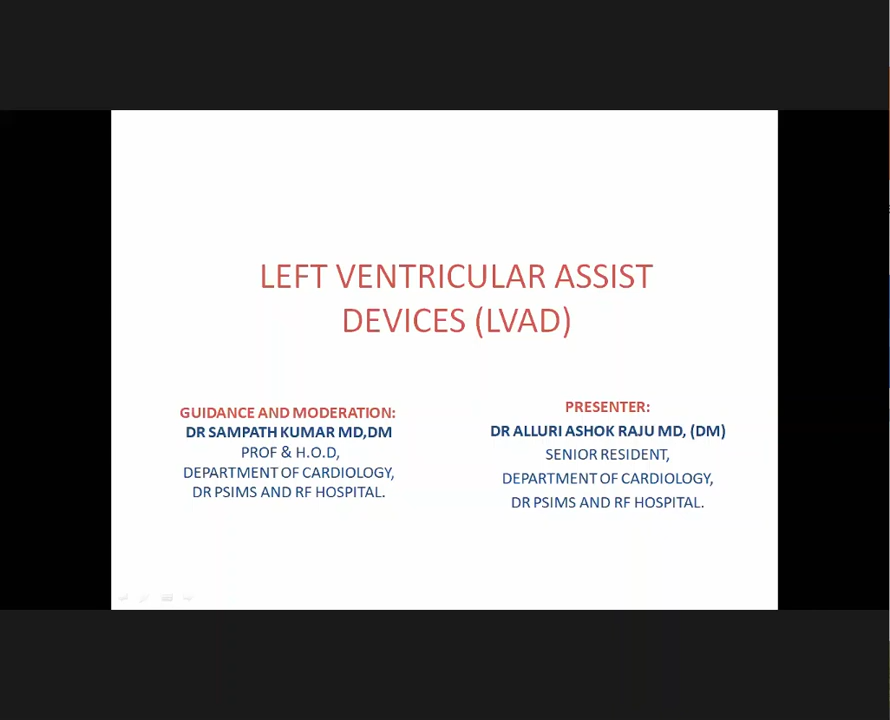 LEFT VENTRICULAR ASSIST
DEVICES (LVAD)
GUIDANCE AND MODERATION:
DR SAMPATH KUMAR MD,DM
PROF & H.O.D,
DEPARTMENT OF CARDIOLOGY,
DR PSIMS AND RF HOSPITAL.
PRESENTER:
DR ALLURI ASHOK RAJU MD, (DM)
SENIOR RESIDENT,
DEPARTMENT OF CARDIOLOGY,
DR PSIMS AND RF HOSPITAL.